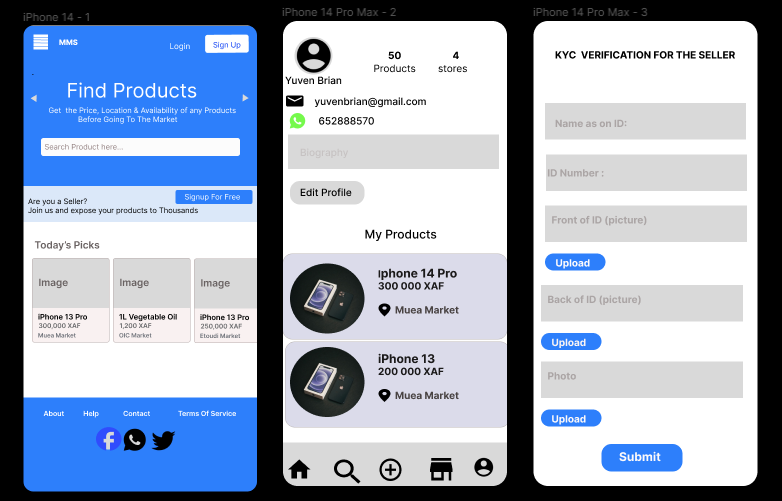 iPhone 14 - 1
MMS
Login
Sign Up
Find Products
Get the Price, Location & Availability of any Products
Before Going To The Market
Search Product here...
Are you a Seller?
Signup For Free
Join us and expose your products to Thousands
Today's Picks
Image
Image
Image
iPhone 13 Pro
300,000 XAF
Muea Market
1L Vegetable Oil
1,200 XAF
OIC Market
iPhone 13 Pro
250,000 XAF
Etoudi Market
About
Help
Contact
Terms Of Service
iPhone 14 Pro Max - 2
Yuven Brian
50
Products
4
stores
yuvenbrian@gmail.com
652888570
Biography
Edit Profile
My Products
iphone 14 Pro
300 000 XAF
Muea Market
iPhone 13
200 000 XAF
Muea Market
iPhone 14 Pro Max - 3
KYC VERIFICATION FOR THE SELLER
Name as on ID:
ID Number :
Front of ID (picture)
Upload
Back of ID (picture)
Upload
Photo
Upload
Submit